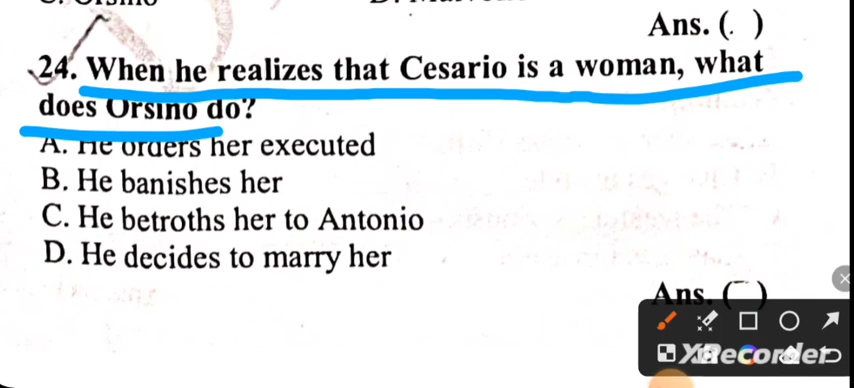 Ans. (. )
24. When he realizes that Cesario is a woman, what
does Orsino do?
A. He orders her executed
B. He banishes her
C. He betroths her to Antonio
D. He decides to marry her
Ans. ( )
XRecorder